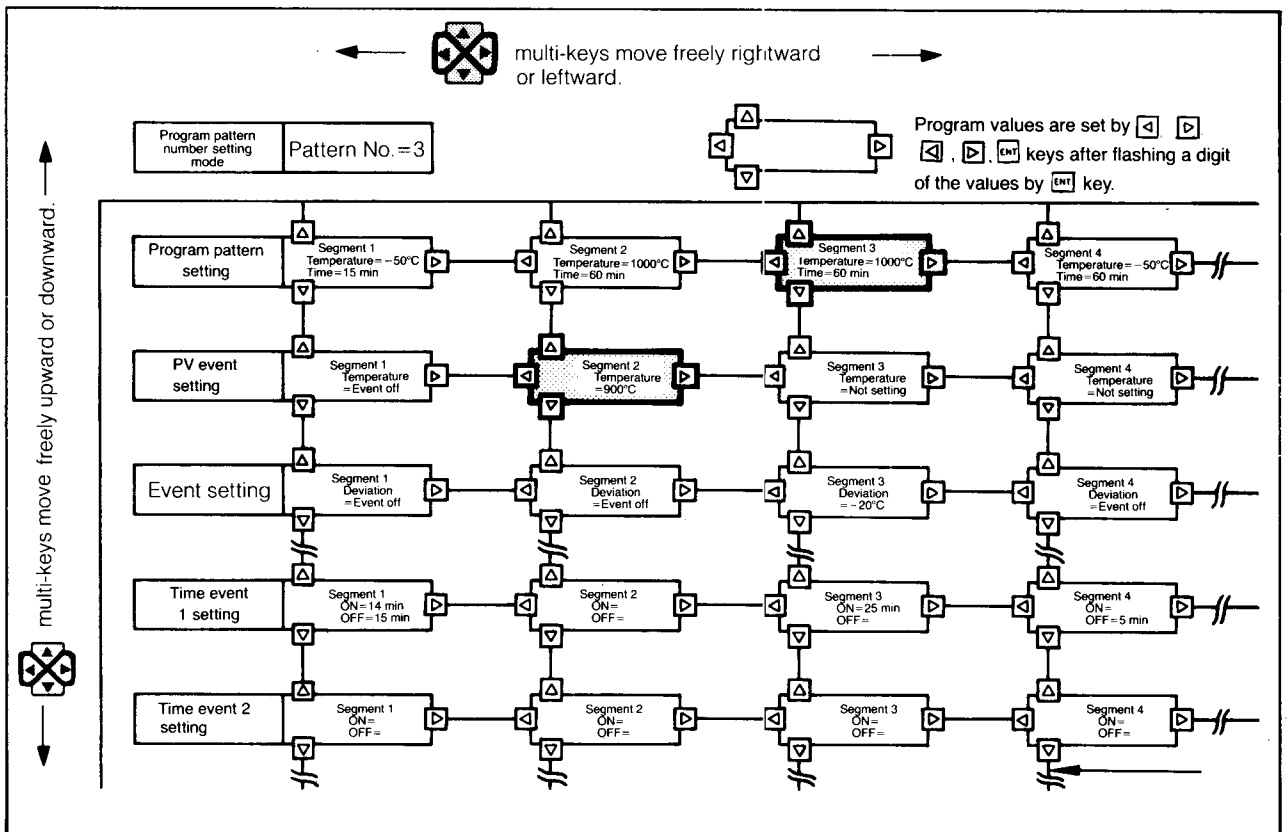 multi-keys move freely rightward
or leftward.
Program pattern
number setting
mode
Pattern No.=3
Program values are set by ◁ ▷
◁ , ▷ , ENT keys after flashing a digit
of the values by ENT key.
multi-keys move freely upward or downward.
Program pattern
setting
Segment 1
Temperature=−50°C
Time=15 min
Segment 2
Temperature=1000°C
Time=60 min
Segment 3
Temperature=1000°C
Time=60 min
Segment 4
Temperature=−50°C
Time=60 min
PV event
setting
Segment 1
Temperature
=Event off
Segment 2
Temperature
=900°C
Segment 3
Temperature
=Not setting
Segment 4
Temperature
=Not setting
Event setting
Segment 1
Deviation
=Event off
Segment 2
Deviation
=Event off
Segment 3
Deviation
=−20°C
Segment 4
Deviation
=Event off
Time event
1 setting
Segment 1
ON=14 min
OFF=15 min
Segment 2
ON=
OFF=
Segment 3
ON=25 min
OFF=
Segment 4
ON=
OFF=5 min
Time event 2
setting
Segment 1
ON=
OFF=
Segment 2
ON=
OFF=
Segment 3
ON=
OFF=
Segment 4
ON=
OFF=